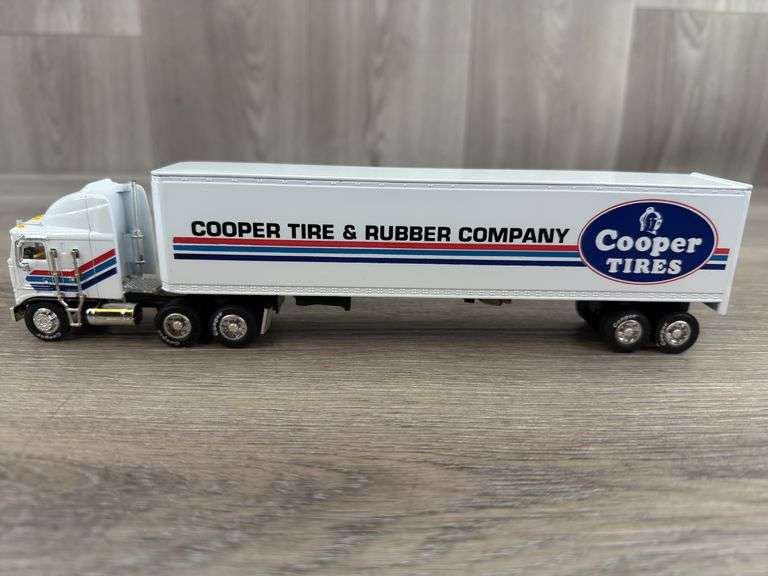 COOPER TIRE & RUBBER COMPANY
Cooper
TIRES